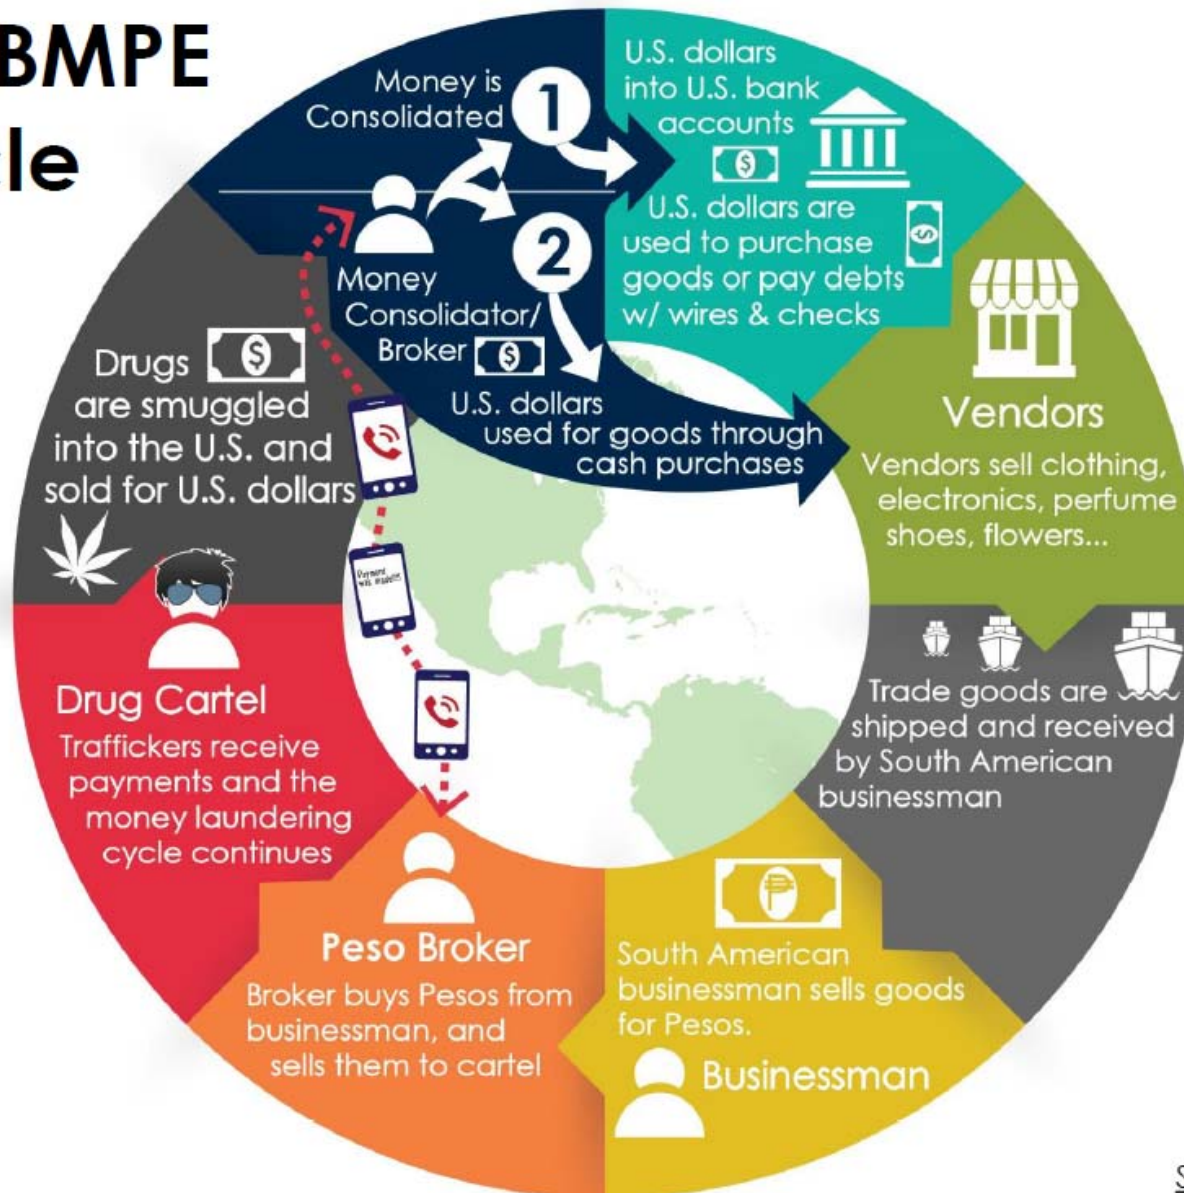 BMPE
cle
Money is
Consolidated
1
2
Money
Consolidator/
Broker
$
U.S. dollars
used for goods through
cash purchases
U.S. dollars
into U.S. bank
accounts
$
U.S. dollars are
used to purchase
goods or pay debts
w/ wires & checks
$
Vendors
Vendors sell clothing,
electronics, perfume
shoes, flowers...
Trade goods are
shipped and received
by South American
businessman
South American
businessman sells goods
for Pesos.
Businessman
Peso Broker
Broker buys Pesos from
businessman, and
sells them to cartel
Drug Cartel
Traffickers receive
payments and the
money laundering
cycle continues
Drugs $
are smuggled
into the U.S. and
sold for U.S. dollars
Payment
was made!!!
S